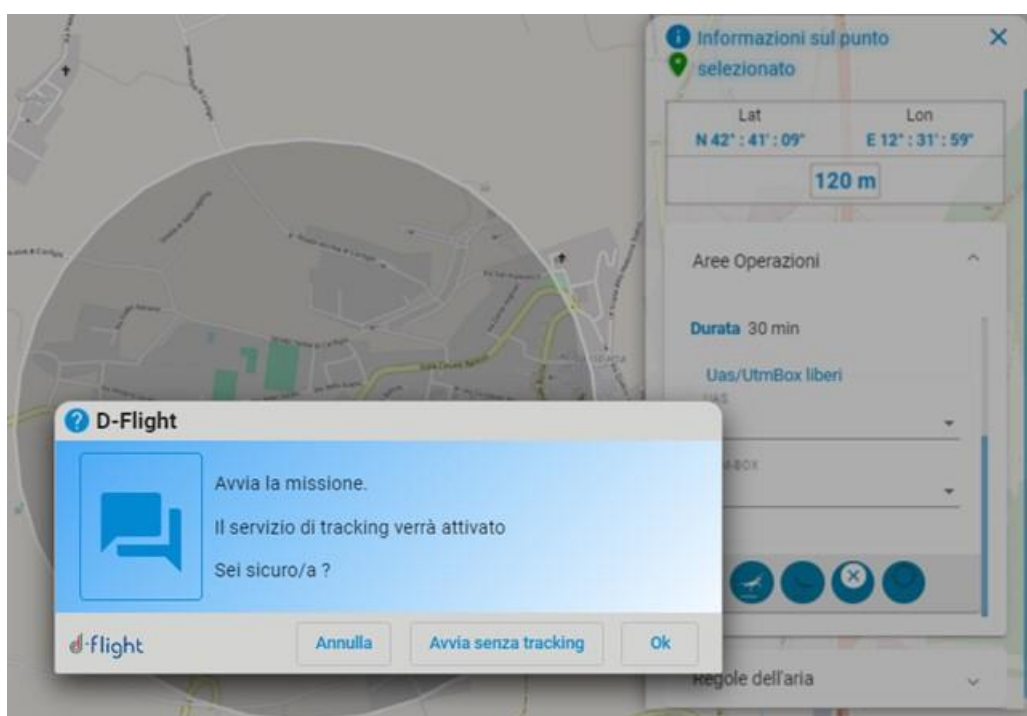 Informazioni sul punto
selezionato
Lat Lon
N 42° : 41' : 09" E 12° : 31' : 59"
120 m
Aree Operazioni
Durata 30 min
Uas/UtmBox liberi
UAS
D-Flight
Avvia la missione.
Il servizio di tracking verrà attivato
Sei sicuro/a ?
d-flight
Annulla
Avvia senza tracking
Ok
Regole dell'aria